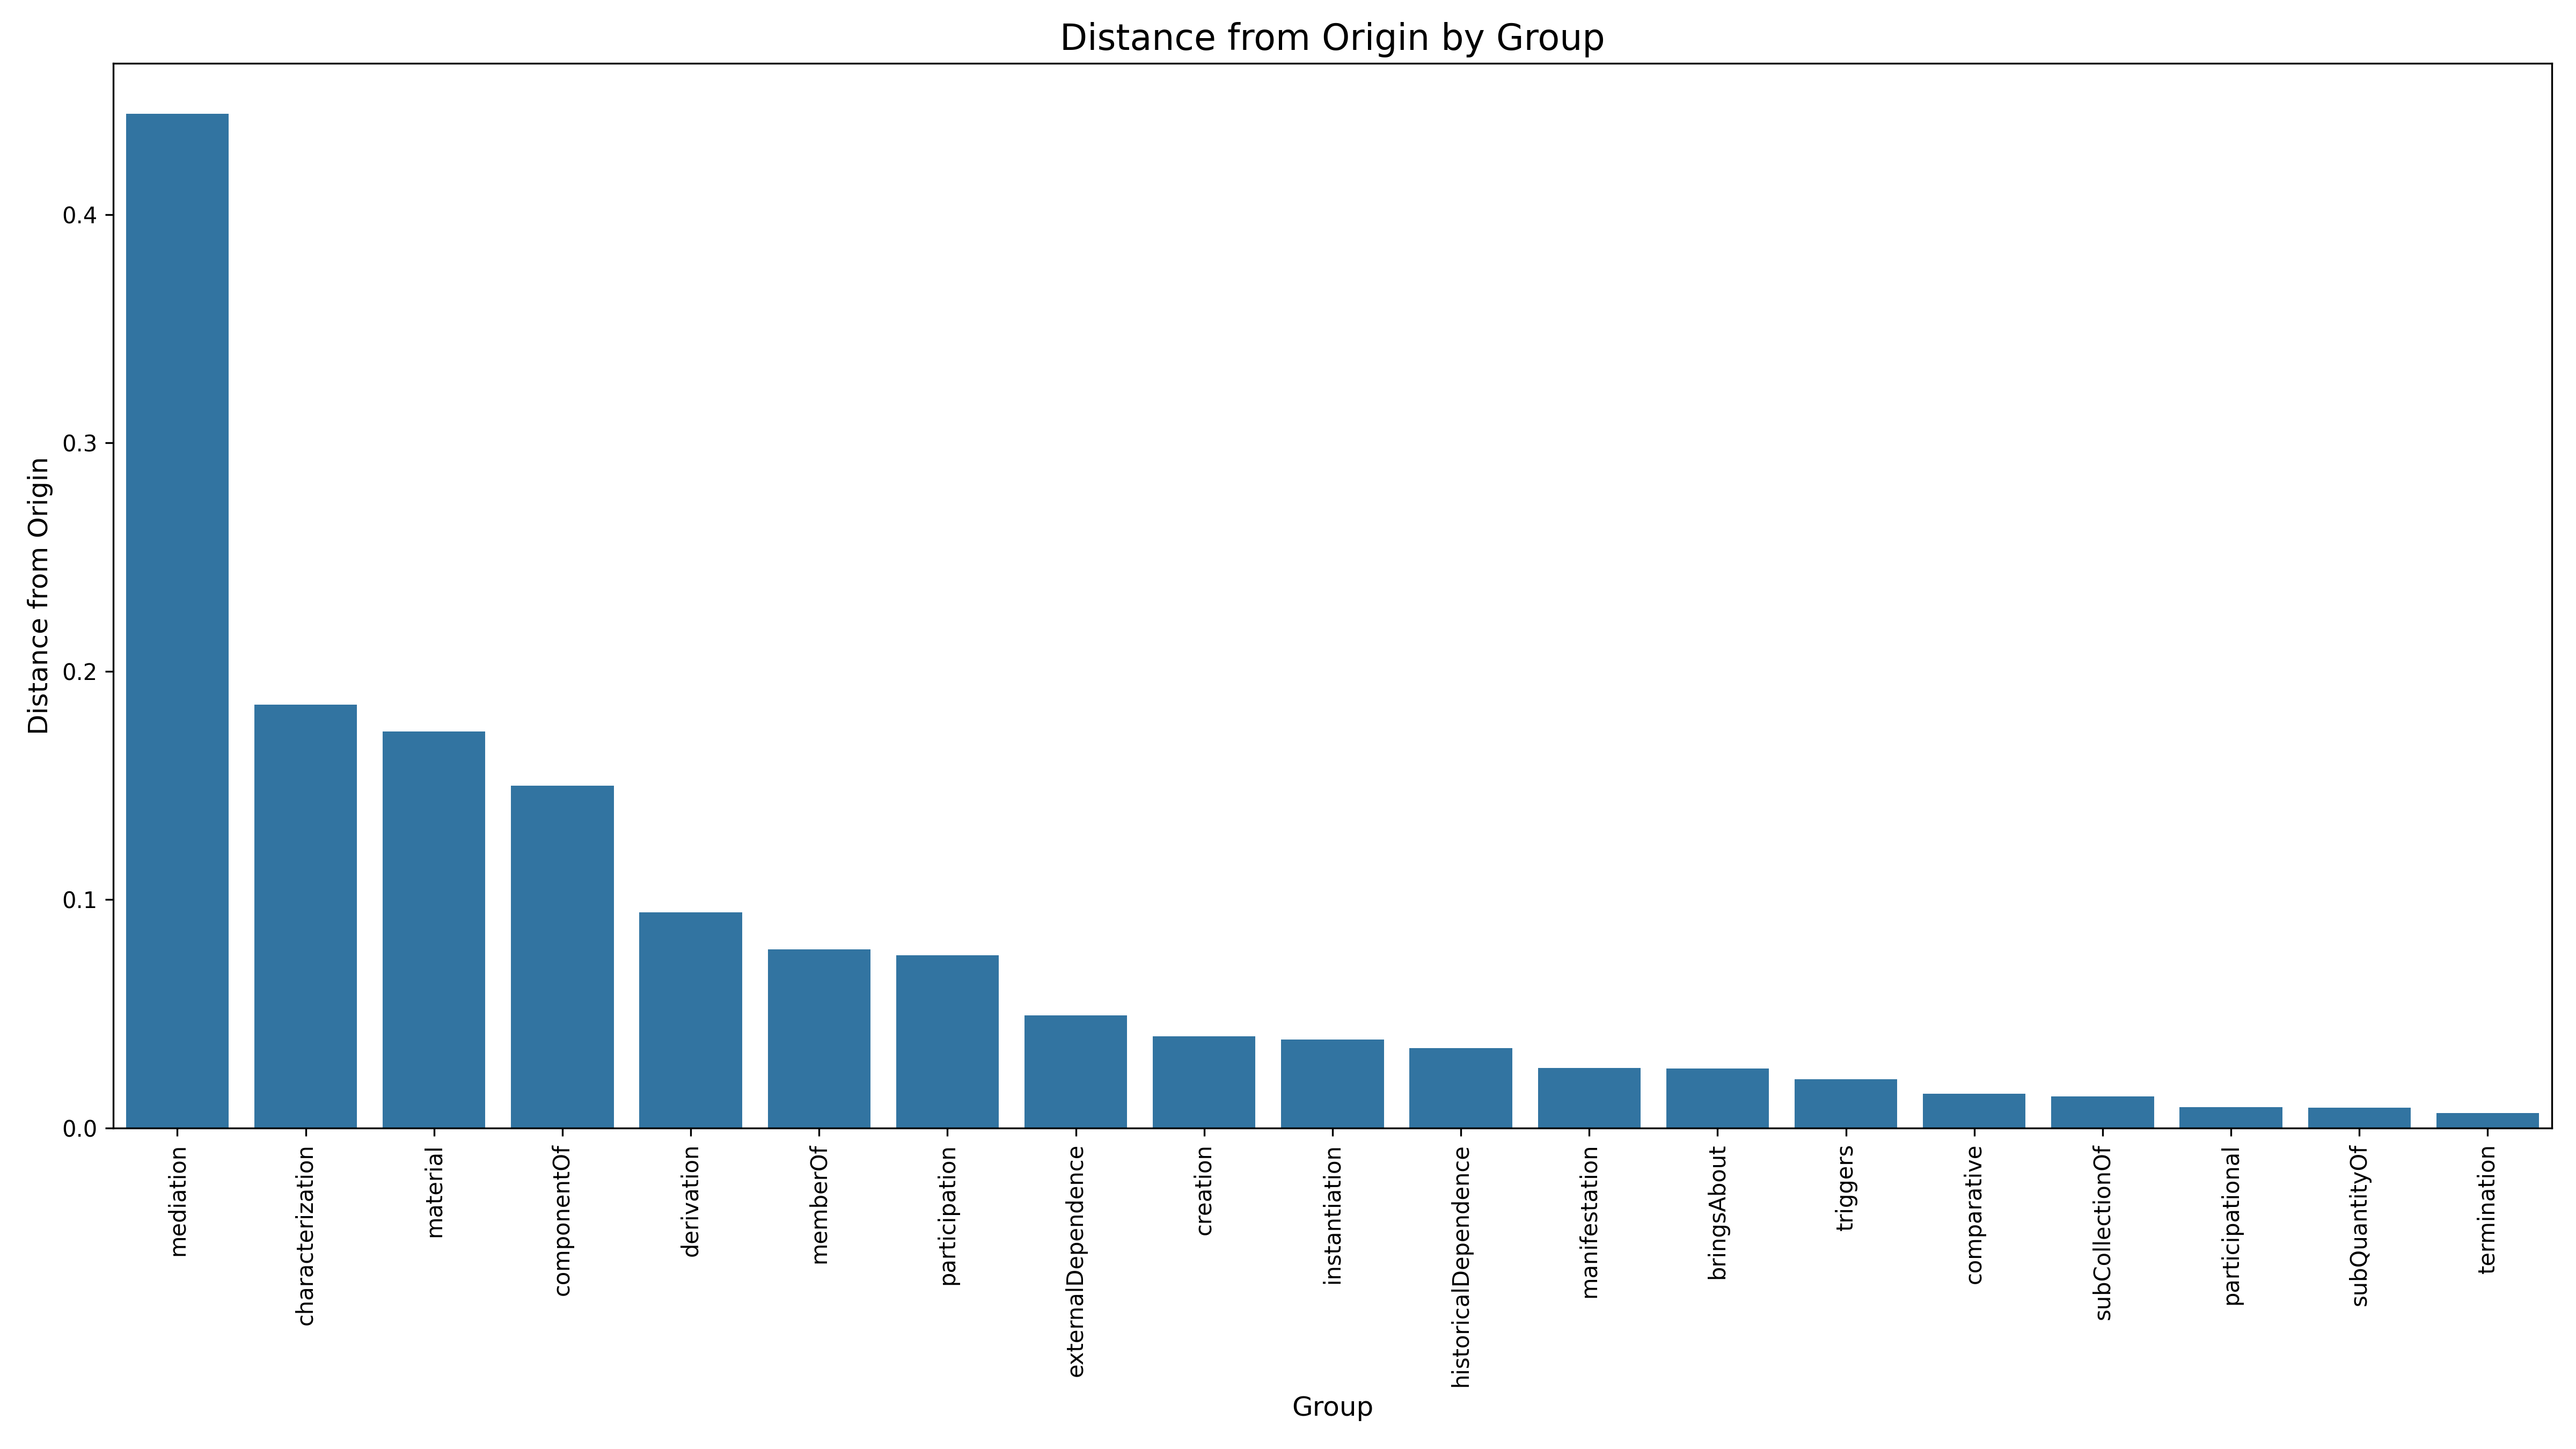 Distance from Origin by Group
Distance from Origin
0.4
0.3
0.2
0.1
0.0
mediation
characterization
material
componentOf
derivation
memberOf
participation
externalDependence
creation
instantiation
historicalDependence
manifestation
bringsAbout
triggers
comparative
subCollectionOf
participational
subQuantityOf
termination
Group